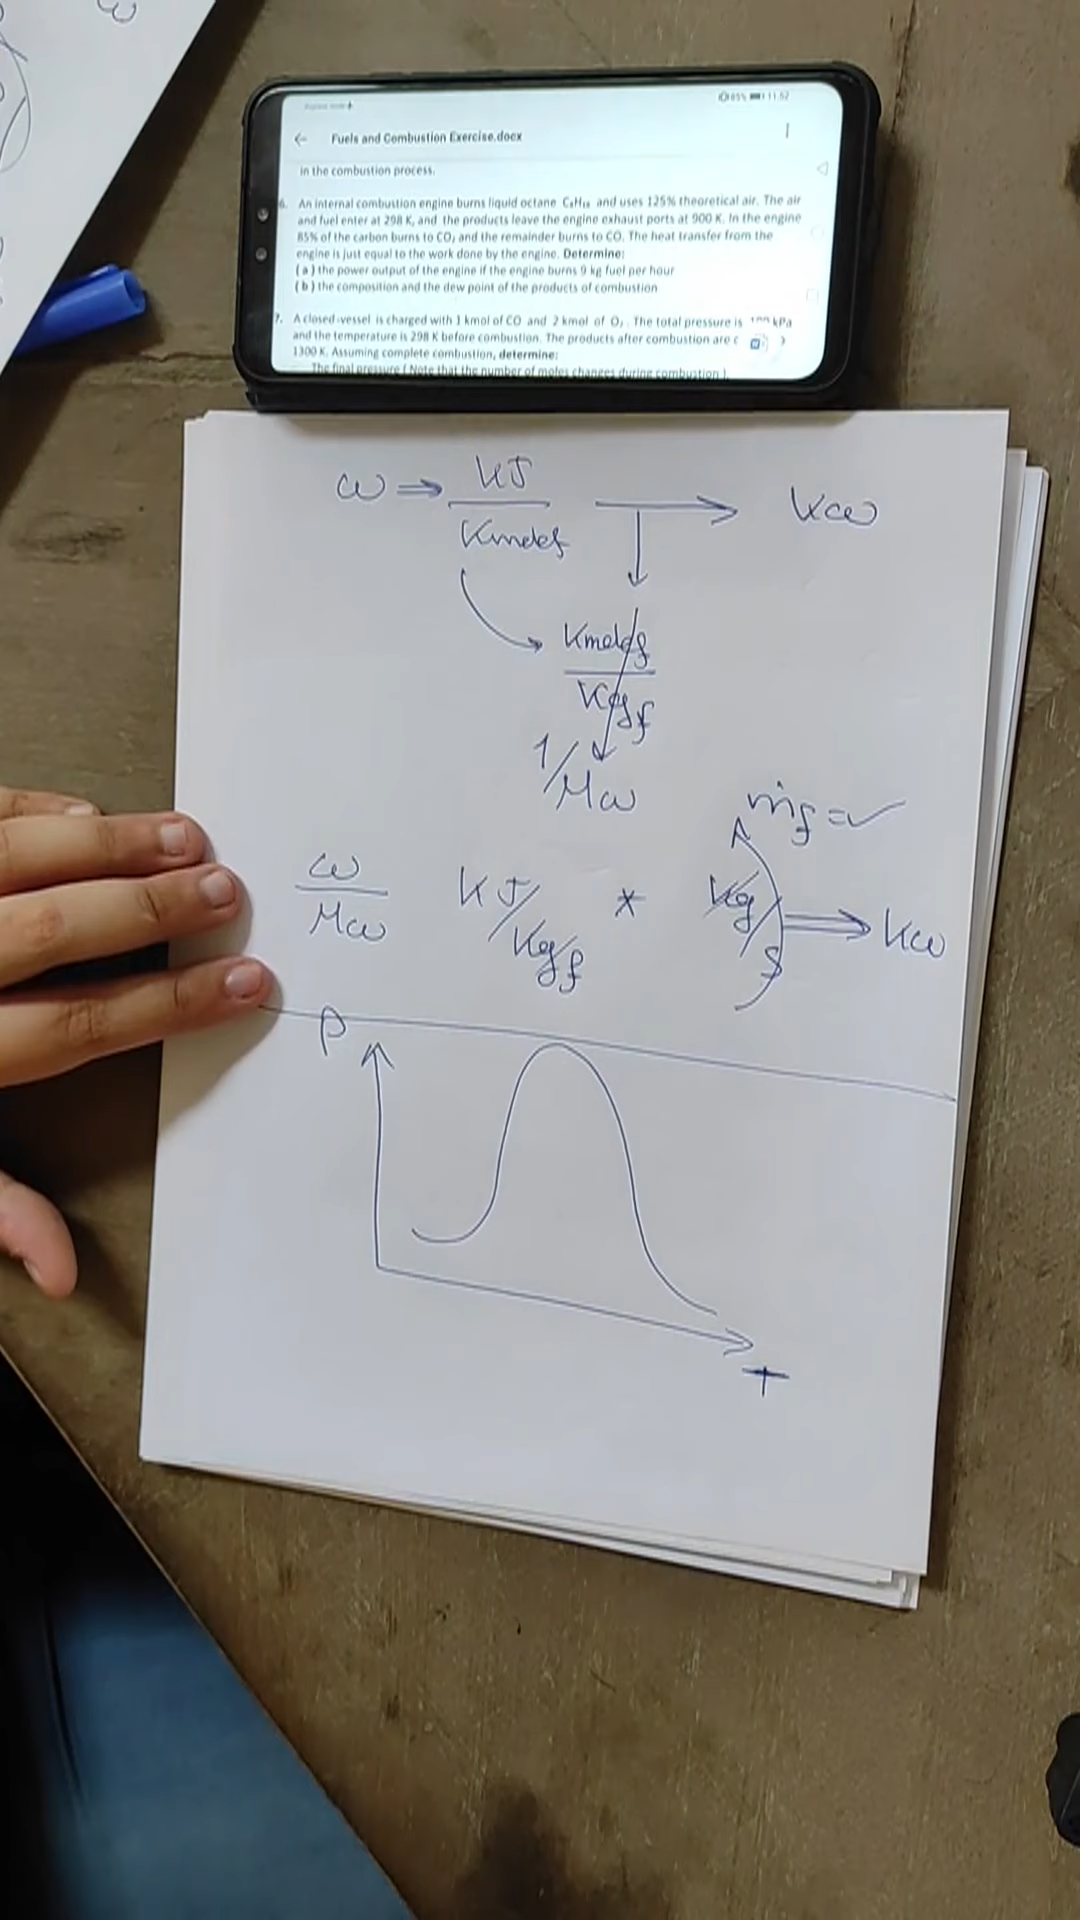 85% 11:52
← Fuels and Combustion Exercise.docx
in the combustion process.
6. An internal combustion engine burns liquid octane C₈H₁₈ and uses 125% theoretical air. The air
and fuel enter at 298 K, and the products leave the engine exhaust ports at 900 K. In the engine
85% of the carbon burns to CO₂ and the remainder burns to CO. The heat transfer from the
engine is just equal to the work done by the engine. Determine:
( a ) the power output of the engine if the engine burns 9 kg fuel per hour
( b ) the composition and the dew point of the products of combustion
7. A closed vessel is charged with 1 kmol of CO and 2 kmol of O₂. The total pressure is kPa
and the temperature is 298 K before combustion. The products after combustion are
1300 K. Assuming complete combustion, determine:
The final pressure ( Note that the number of moles changes during combustion ).
ω ⇒ KJ / Kmolef → Kω
Kmolef / Kgf
1/Mω
ṁf = ✓
ω / Mω KJ/Kgf * Kg/s ⇒ Kω
P
T